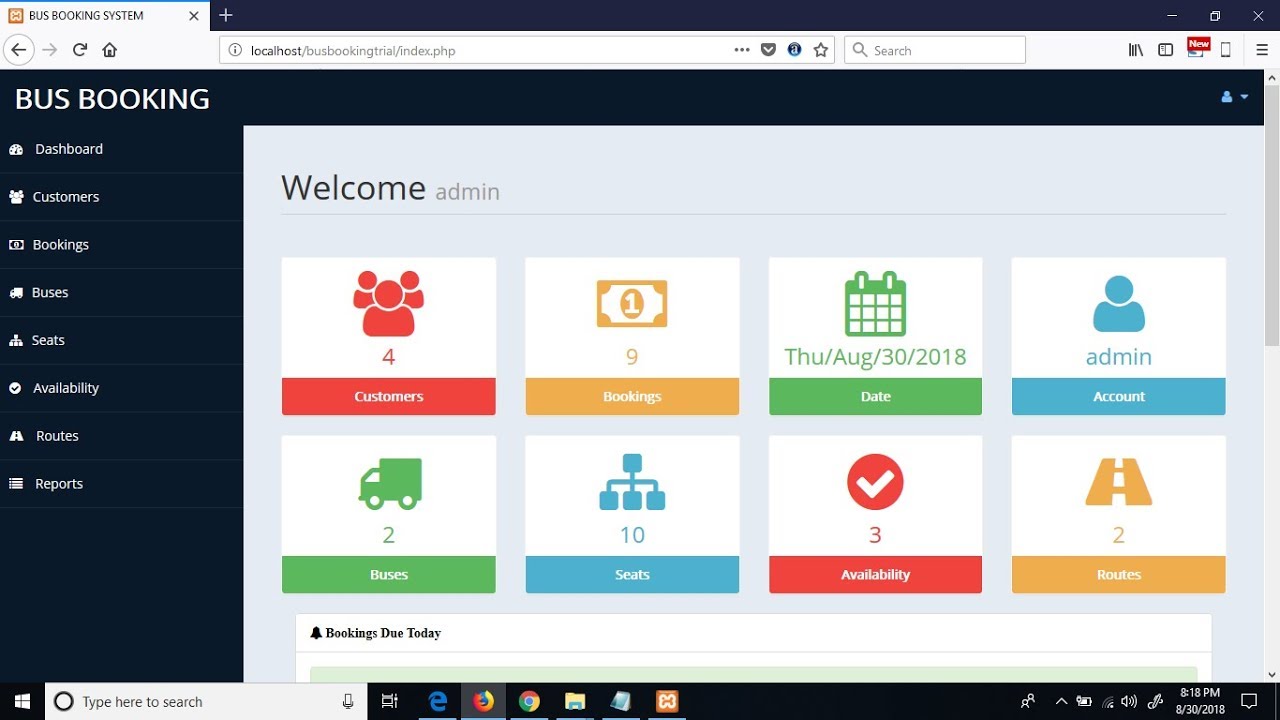 BUS BOOKING SYSTEM
localhost/busbookingtrial/index.php
Search
New
BUS BOOKING
Dashboard
Customers
Bookings
Buses
Seats
Availability
Routes
Reports
Welcome admin
4
Customers
1
9
Bookings
Thu/Aug/30/2018
Date
admin
Account
2
Buses
10
Seats
3
Availability
2
Routes
Bookings Due Today
Type here to search
8:18 PM
8/30/2018